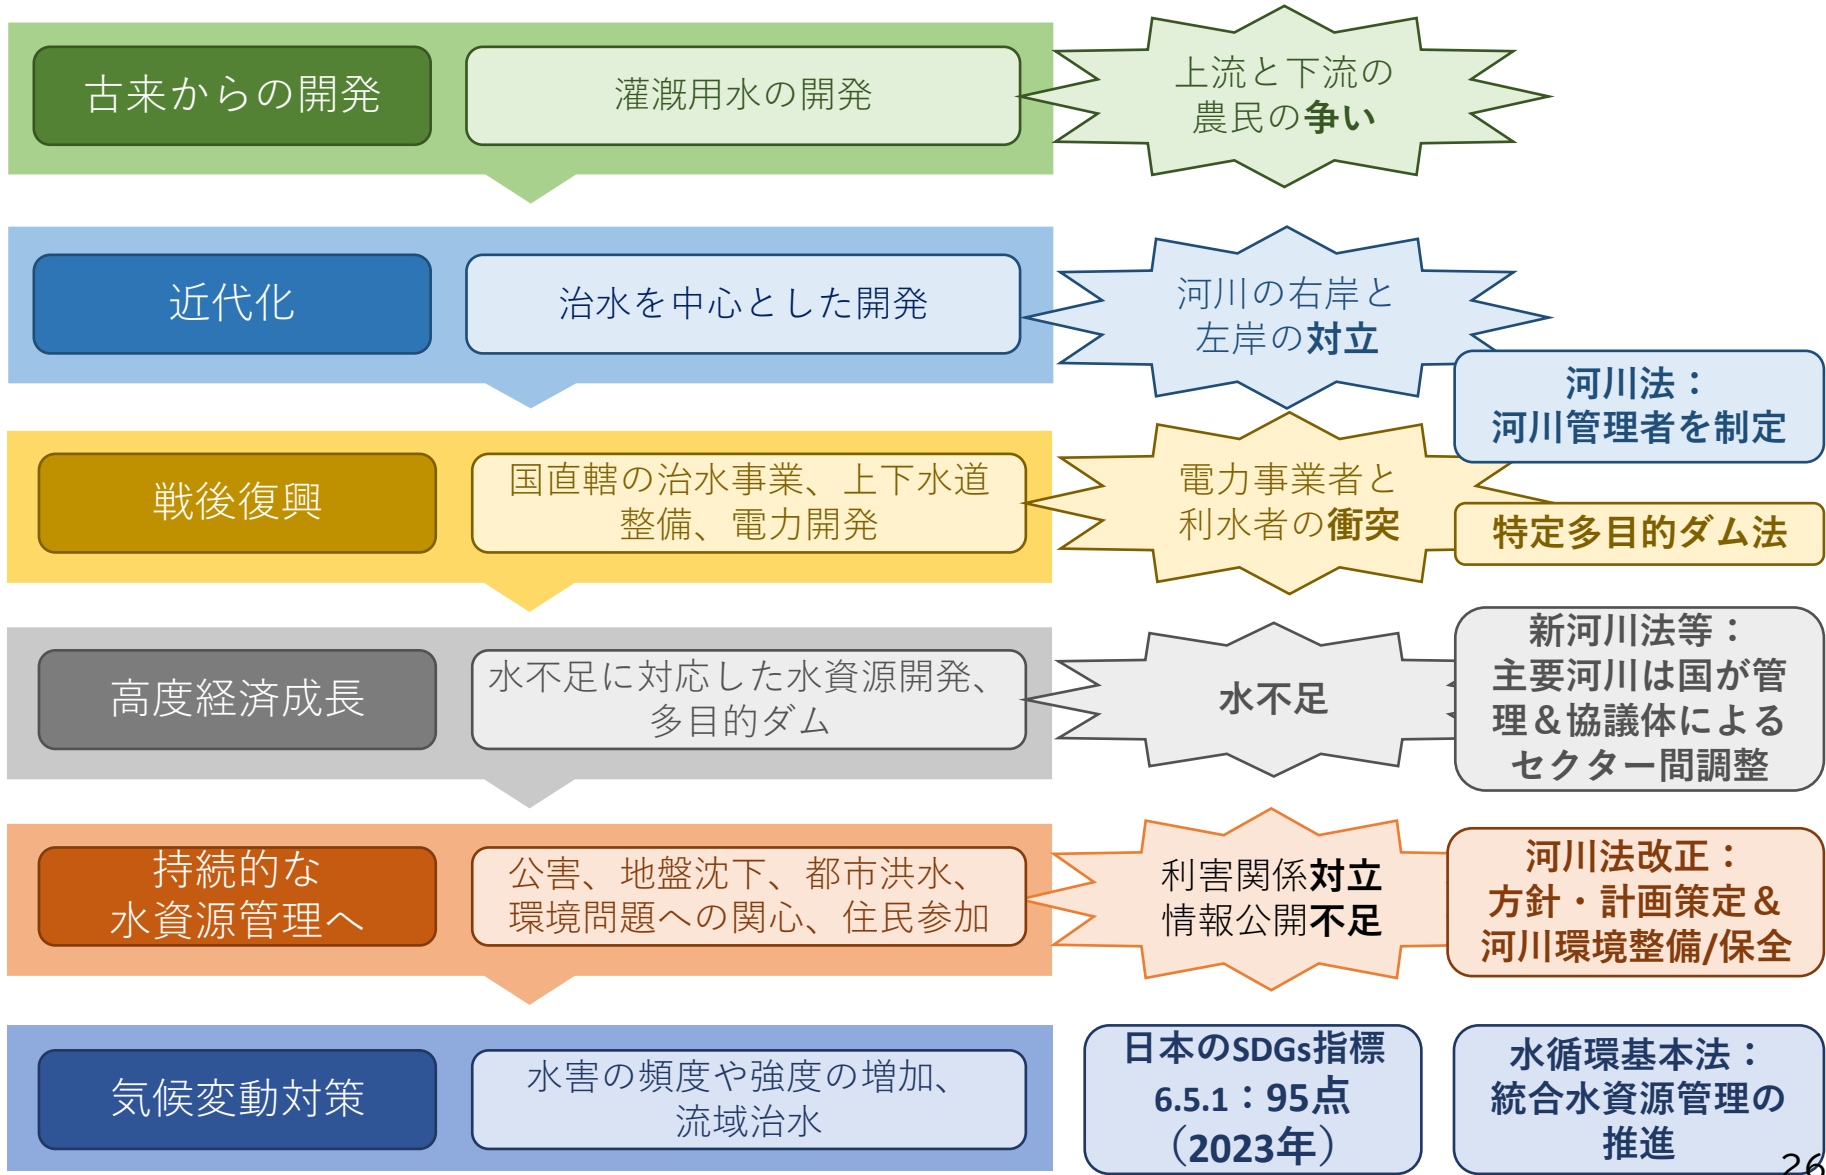 古来からの開発
灌漑用水の開発
上流と下流の
農民の争い
近代化
治水を中心とした開発
河川の右岸と
左岸の対立
河川法：
河川管理者を制定
戦後復興
国直轄の治水事業、上下水道
整備、電力開発
電力事業者と
利水者の衝突
特定多目的ダム法
高度経済成長
水不足に対応した水資源開発、
多目的ダム
水不足
新河川法等：
主要河川は国が管
理＆協議体による
セクター間調整
持続的な
水資源管理へ
公害、地盤沈下、都市洪水、
環境問題への関心、住民参加
利害関係対立
情報公開不足
河川法改正：
方針・計画策定＆
河川環境整備/保全
気候変動対策
水害の頻度や強度の増加、
流域治水
日本のSDGs指標
6.5.1：95点
（2023年）
水循環基本法：
統合水資源管理の
推進
26